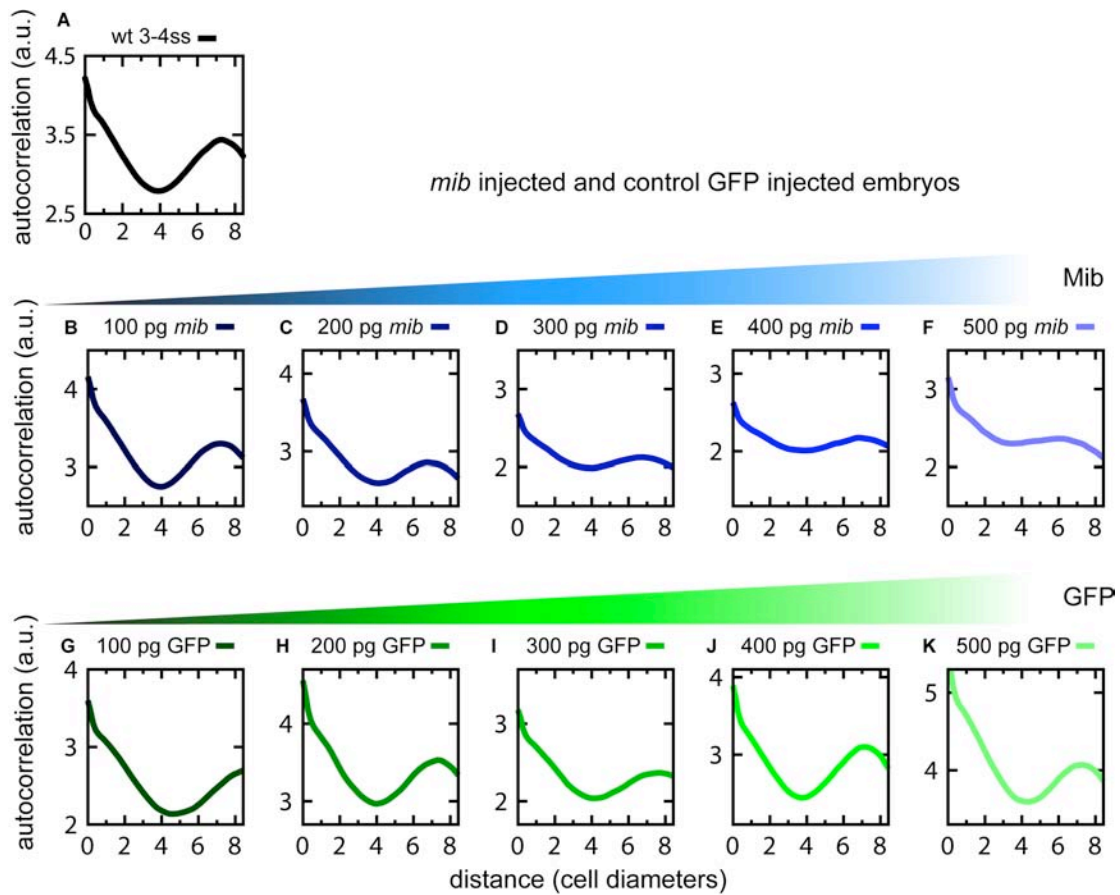 A
wt 3-4ss
autocorrelation (a.u.)
4.5
3.5
2.5
0 2 4 6 8
mib injected and control GFP injected embryos
Mib
B 100 pg mib
C 200 pg mib
D 300 pg mib
E 400 pg mib
F 500 pg mib
autocorrelation (a.u.)
4
3
0 2 4 6 8
4
3
0 2 4 6 8
3
2
0 2 4 6 8
3
2
0 2 4 6 8
3
2
0 2 4 6 8
GFP
G 100 pg GFP
H 200 pg GFP
I 300 pg GFP
J 400 pg GFP
K 500 pg GFP
autocorrelation (a.u.)
4
3
2
0 2 4 6 8
4
3
0 2 4 6 8
3
2
0 2 4 6 8
4
3
0 2 4 6 8
5
4
0 2 4 6 8
distance (cell diameters)